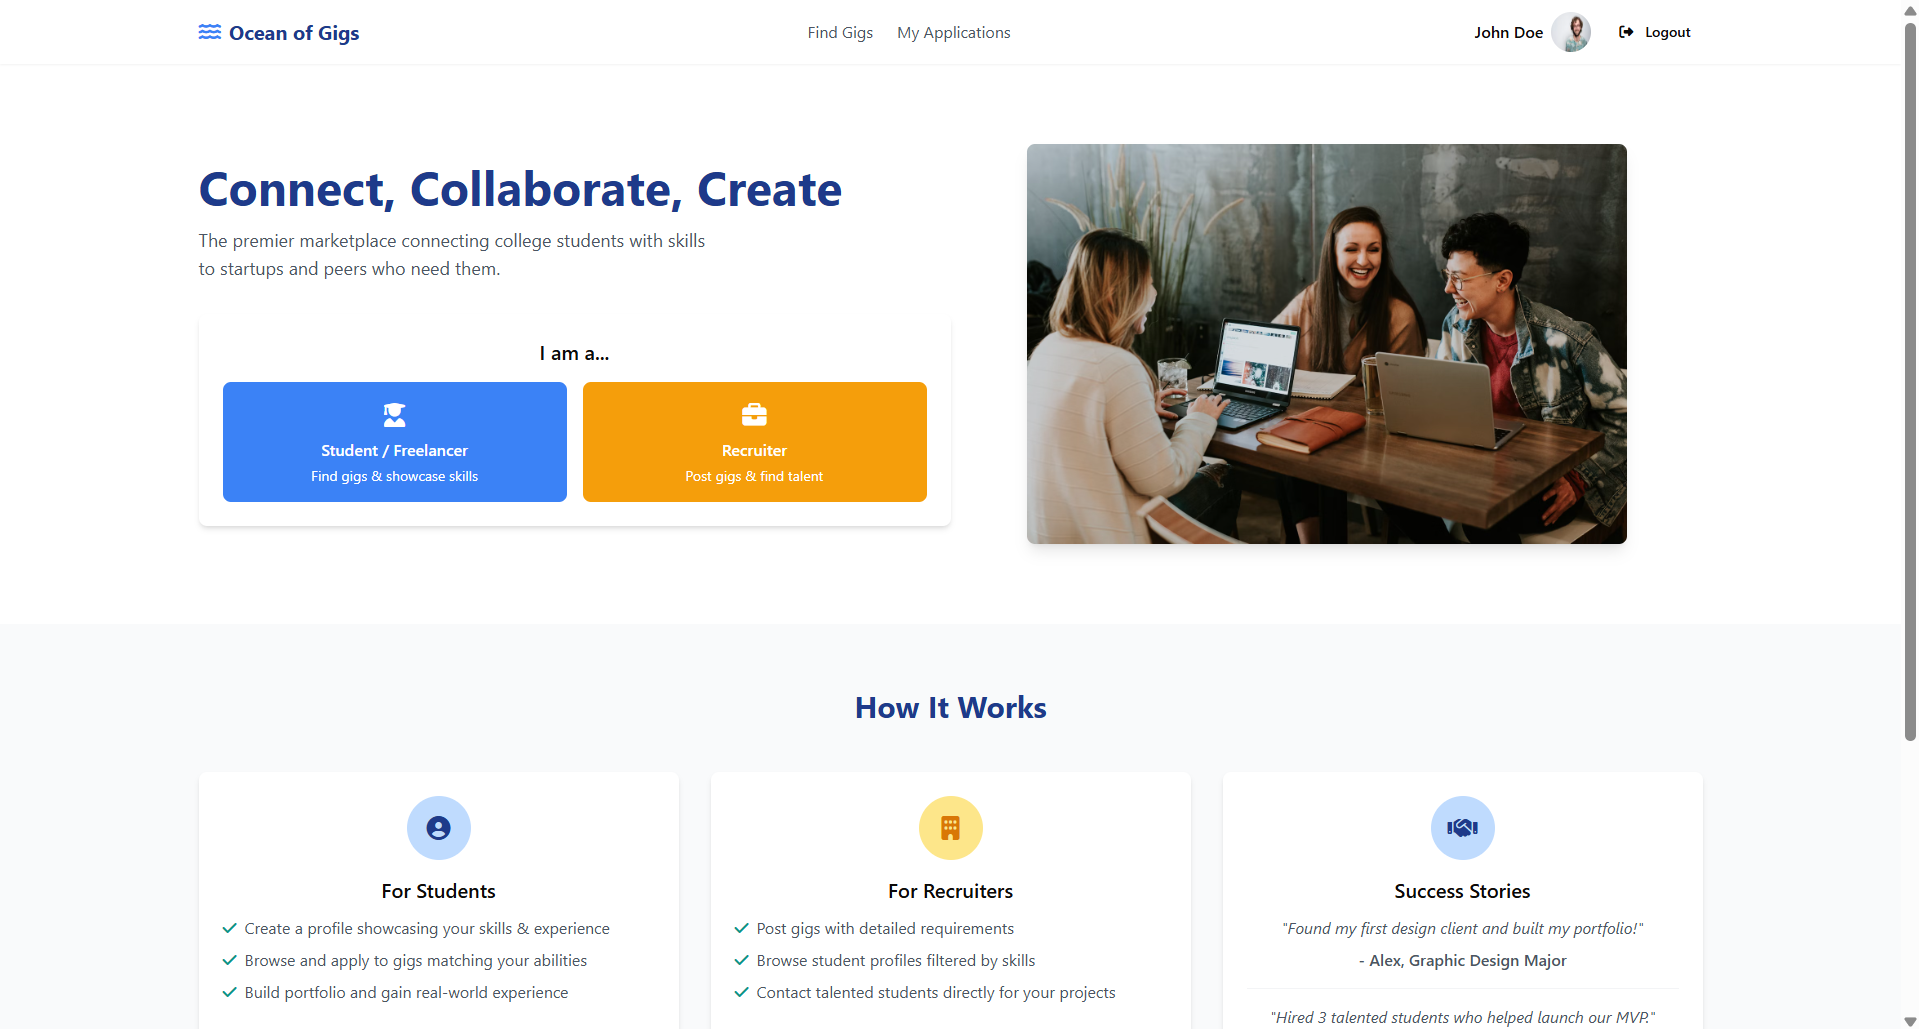 Ocean of Gigs
Find Gigs
My Applications
John Doe
Logout
Connect, Collaborate, Create
The premier marketplace connecting college students with skills
to startups and peers who need them.
I am a...
Student / Freelancer
Find gigs & showcase skills
Recruiter
Post gigs & find talent
How It Works
For Students
Create a profile showcasing your skills & experience
Browse and apply to gigs matching your abilities
Build portfolio and gain real-world experience
For Recruiters
Post gigs with detailed requirements
Browse student profiles filtered by skills
Contact talented students directly for your projects
Success Stories
"Found my first design client and built my portfolio!"
- Alex, Graphic Design Major
"Hired 3 talented students who helped launch our MVP."